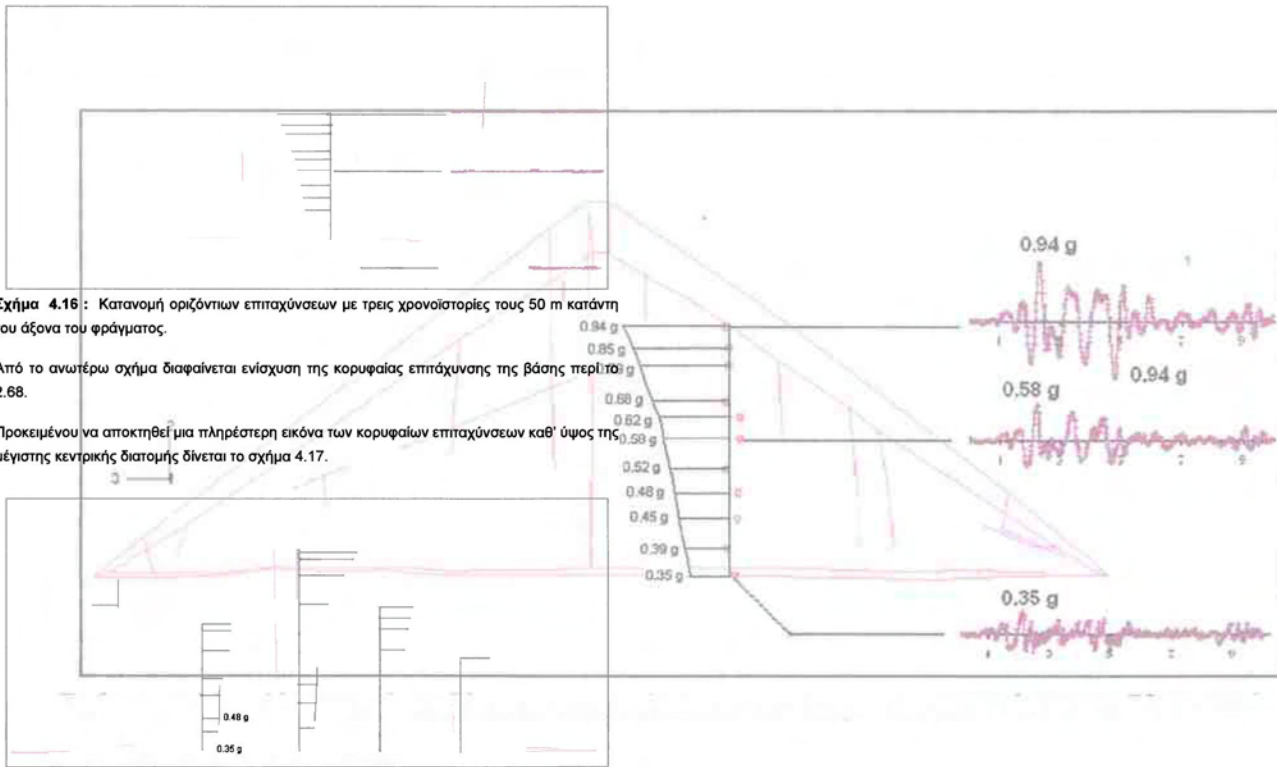 Σχήμα 4.16 : Κατανομή οριζόντιων επιταχύνσεων με τρεις χρονοϊστορίες τους 50 m κατάντη
του άξονα του φράγματος.
Από το ανωτέρω σχήμα διαφαίνεται ενίσχυση της κορυφαίας επιτάχυνσης της βάσης περί το
2.68.
Προκειμένου να αποκτηθεί μια πληρέστερη εικόνα των κορυφαίων επιταχύνσεων καθ' ύψος της
μέγιστης κεντρικής διατομής δίνεται το σχήμα 4.17.
0.94 g
0.85 g
0.68 g
0.62 g
0.58 g
0.52 g
0.48 g
0.45 g
0.39 g
0.35 g
0.94 g
0.94 g
0.58 g
0.35 g
0.48 g
0.35 g